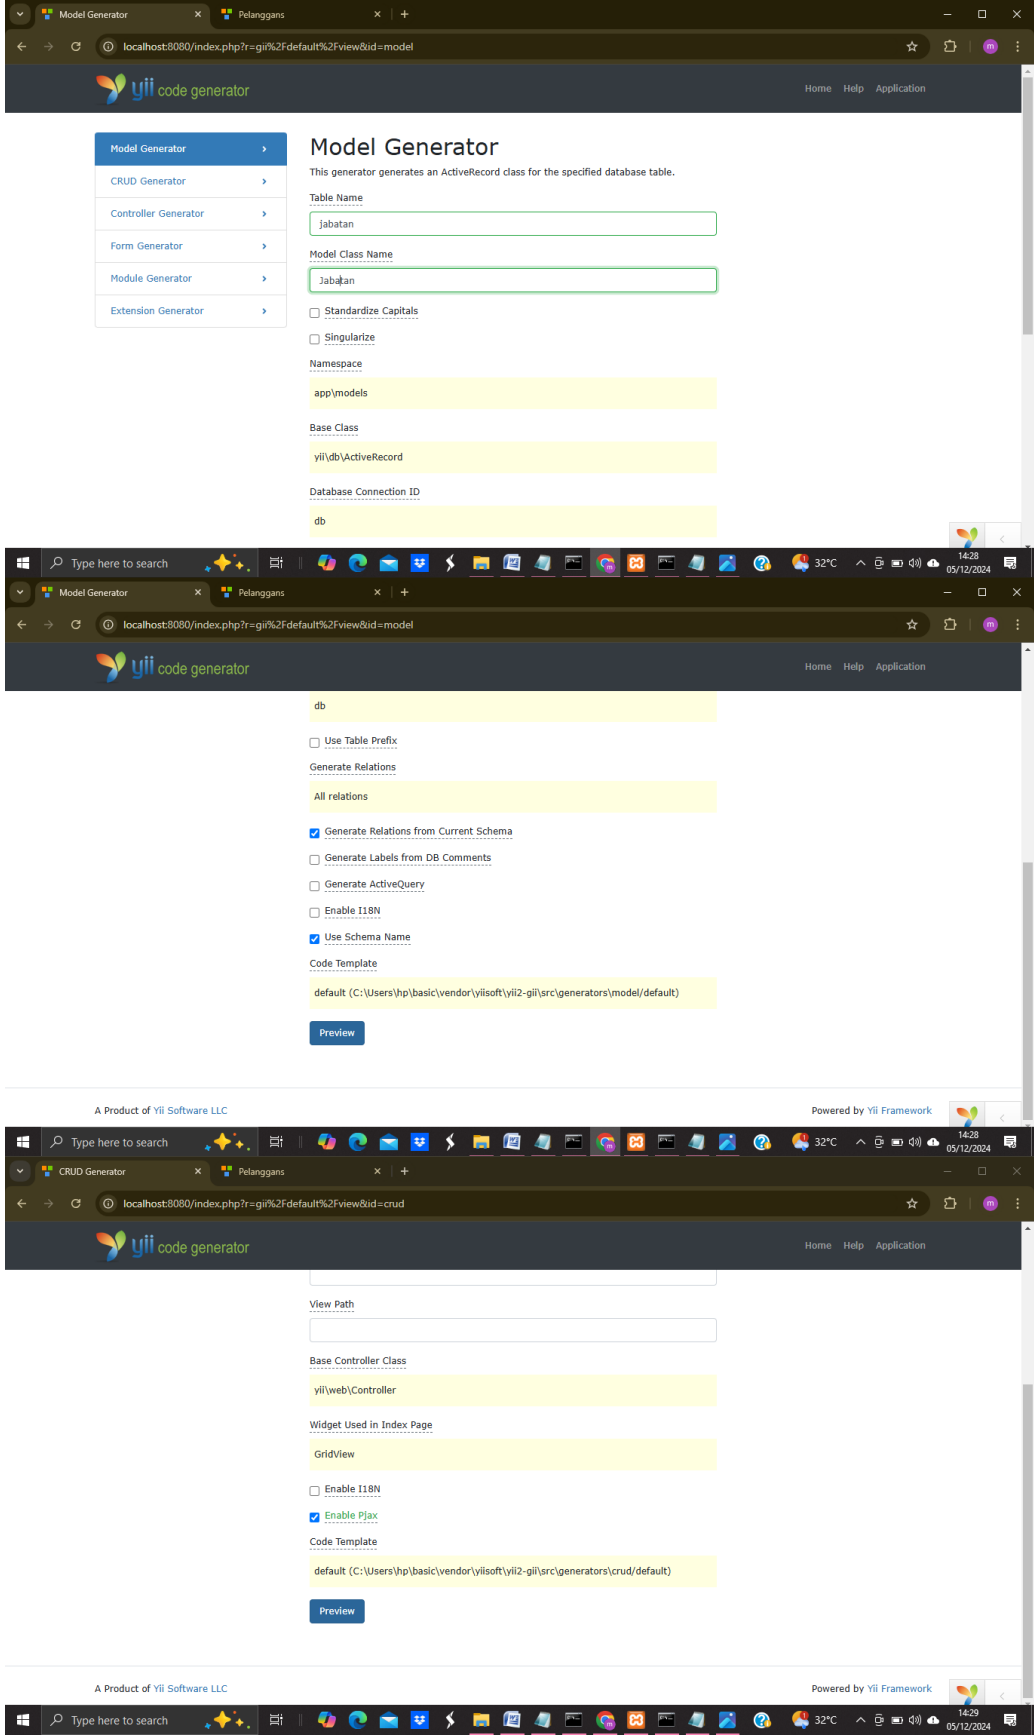 Model Generator
Pelanggans
localhost:8080/index.php?r=gii%2Fdefault%2Fview&id=model
m
yii code generator
Home Help Application
Model Generator
CRUD Generator
Controller Generator
Form Generator
Module Generator
Extension Generator
Model Generator
This generator generates an ActiveRecord class for the specified database table.
Table Name
jabatan
Model Class Name
Jabatan
Standardize Capitals
Singularize
Namespace
app\models
Base Class
yii\db\ActiveRecord
Database Connection ID
db
Type here to search
32°C
14:28
05/12/2024
Model Generator
Pelanggans
localhost:8080/index.php?r=gii%2Fdefault%2Fview&id=model
m
yii code generator
Home Help Application
db
Use Table Prefix
Generate Relations
All relations
Generate Relations from Current Schema
Generate Labels from DB Comments
Generate ActiveQuery
Enable I18N
Use Schema Name
Code Template
default (C:\Users\hp\basic\vendor\yiisoft\yii2-gii\src\generators\model/default)
Preview
A Product of Yii Software LLC
Powered by Yii Framework
Type here to search
32°C
14:28
05/12/2024
CRUD Generator
Pelanggans
localhost:8080/index.php?r=gii%2Fdefault%2Fview&id=crud
m
yii code generator
Home Help Application
View Path
Base Controller Class
yii\web\Controller
Widget Used in Index Page
GridView
Enable I18N
Enable Pjax
Code Template
default (C:\Users\hp\basic\vendor\yiisoft\yii2-gii\src\generators\crud/default)
Preview
A Product of Yii Software LLC
Powered by Yii Framework
Type here to search
32°C
14:29
05/12/2024